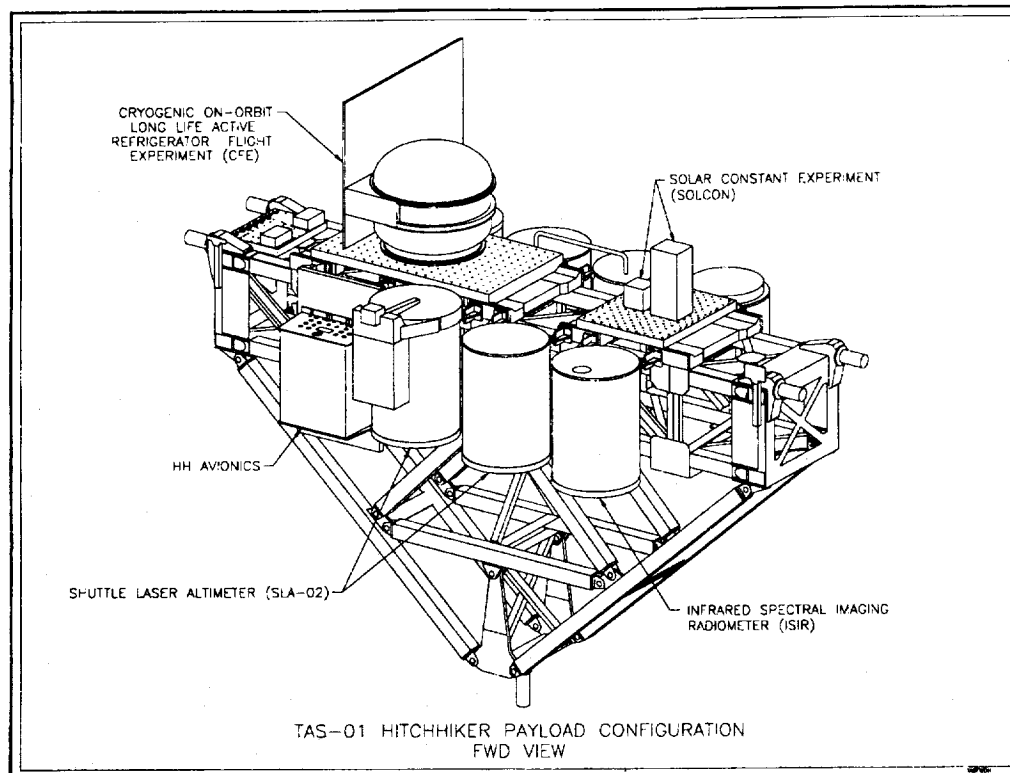 CRYOGENIC ON-ORBIT
LONG LIFE ACTIVE
REFRIGERATOR FLIGHT
EXPERIMENT (CFE)
SOLAR CONSTANT EXPERIMENT
(SOLCON)
HH AVIONICS
SHUTTLE LASER ALTIMETER (SLA-02)
INFRARED SPECTRAL IMAGING
RADIOMETER (ISIR)
TAS-01 HITCHHIKER PAYLOAD CONFIGURATION
FWD VIEW